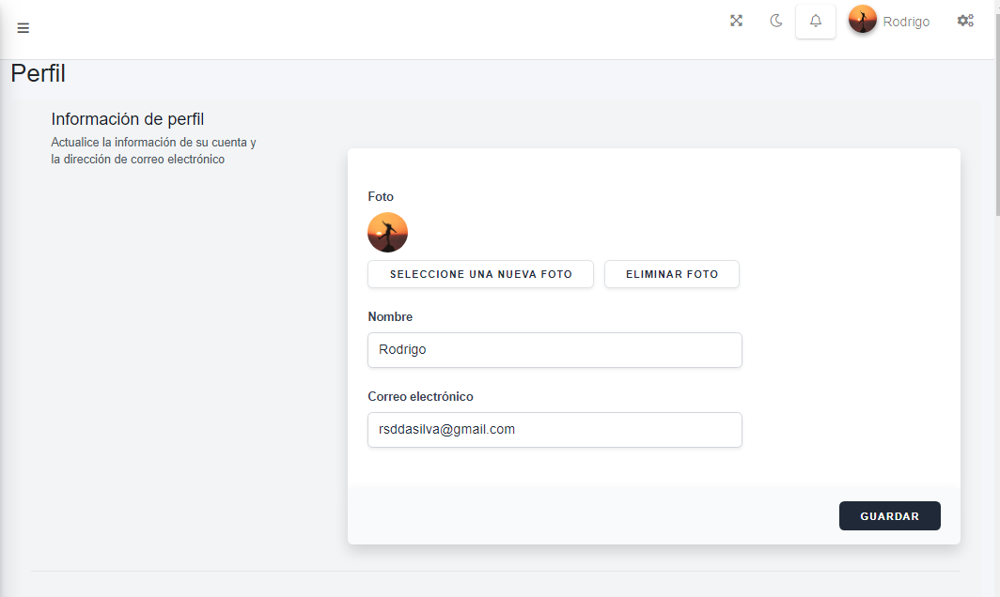 Rodrigo
Perfil
Información de perfil
Actualice la información de su cuenta y
la dirección de correo electrónico
Foto
SELECCIONE UNA NUEVA FOTO
ELIMINAR FOTO
Nombre
Rodrigo
Correo electrónico
rsddasilva@gmail.com
GUARDAR